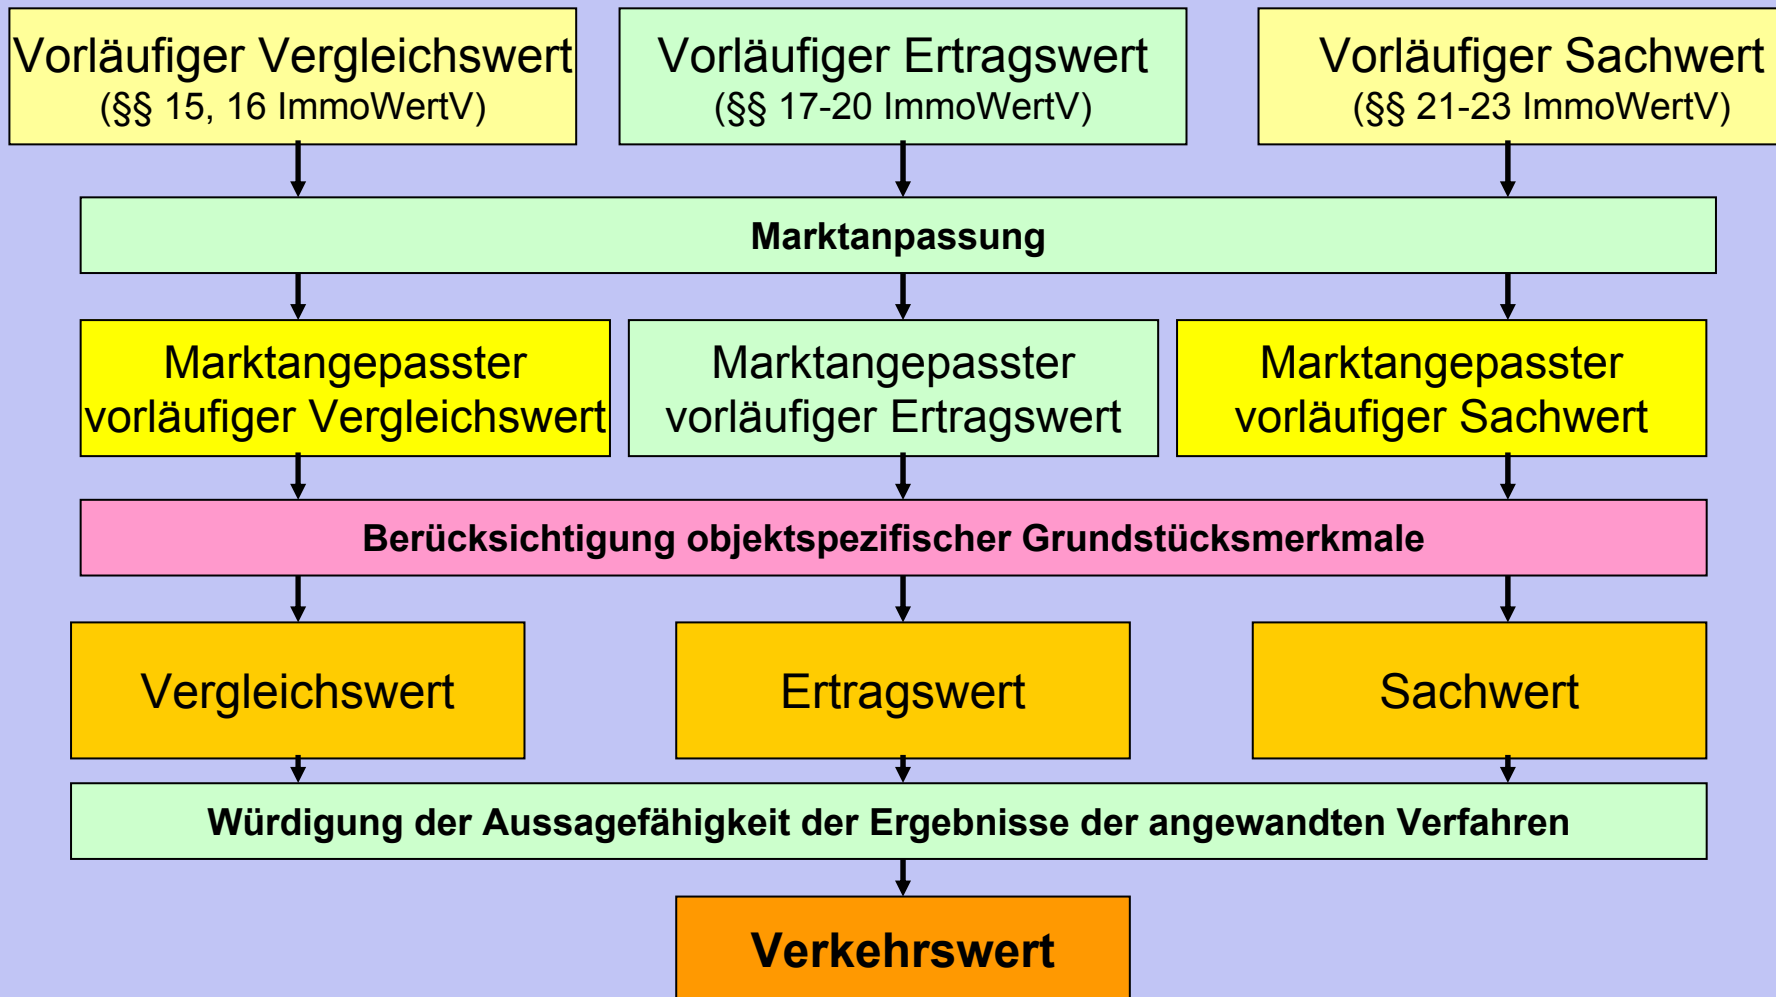 Vorläufiger Vergleichswert
(§§ 15, 16 ImmoWertV)
Vorläufiger Ertragswert
(§§ 17-20 ImmoWertV)
Vorläufiger Sachwert
(§§ 21-23 ImmoWertV)
Marktanpassung
Marktangepasster
vorläufiger Vergleichswert
Marktangepasster
vorläufiger Ertragswert
Marktangepasster
vorläufiger Sachwert
Berücksichtigung objektspezifischer Grundstücksmerkmale
Vergleichswert
Ertragswert
Sachwert
Würdigung der Aussagefähigkeit der Ergebnisse der angewandten Verfahren
Verkehrswert